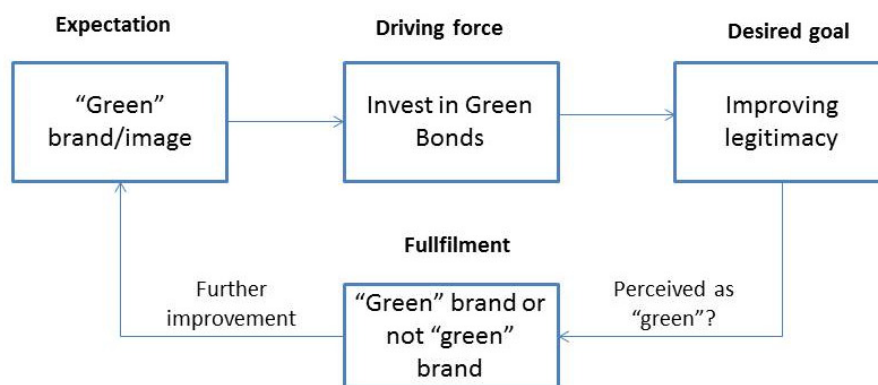 Expectation
Driving force
Desired goal
“Green”
brand/image
Invest in Green
Bonds
Improving
legitimacy
Fullfilment
Further
improvement
“Green” brand or
not “green”
brand
Perceived as
“green”?